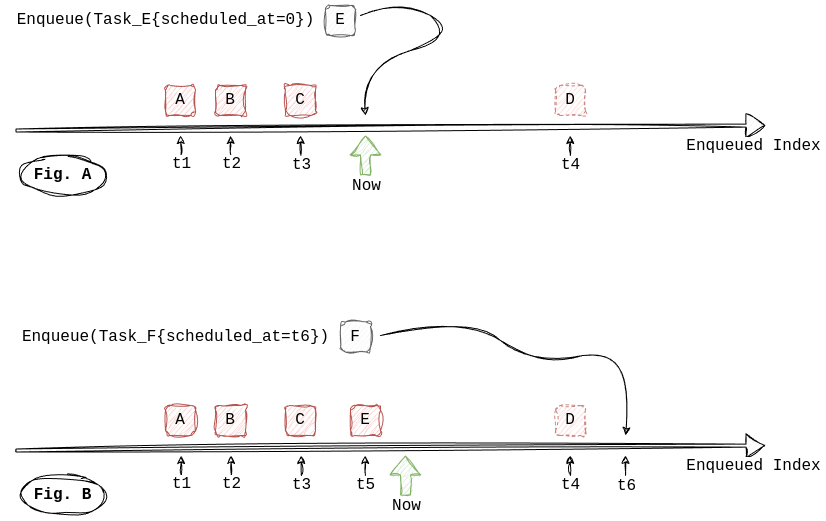 Enqueue(Task_E{scheduled_at=0}) E
A B C D
Enqueued Index
t1 t2 t3 t4
Fig. A
Now
Enqueue(Task_F{scheduled_at=t6}) F
A B C E D
Enqueued Index
t1 t2 t3 t5 t4 t6
Fig. B
Now